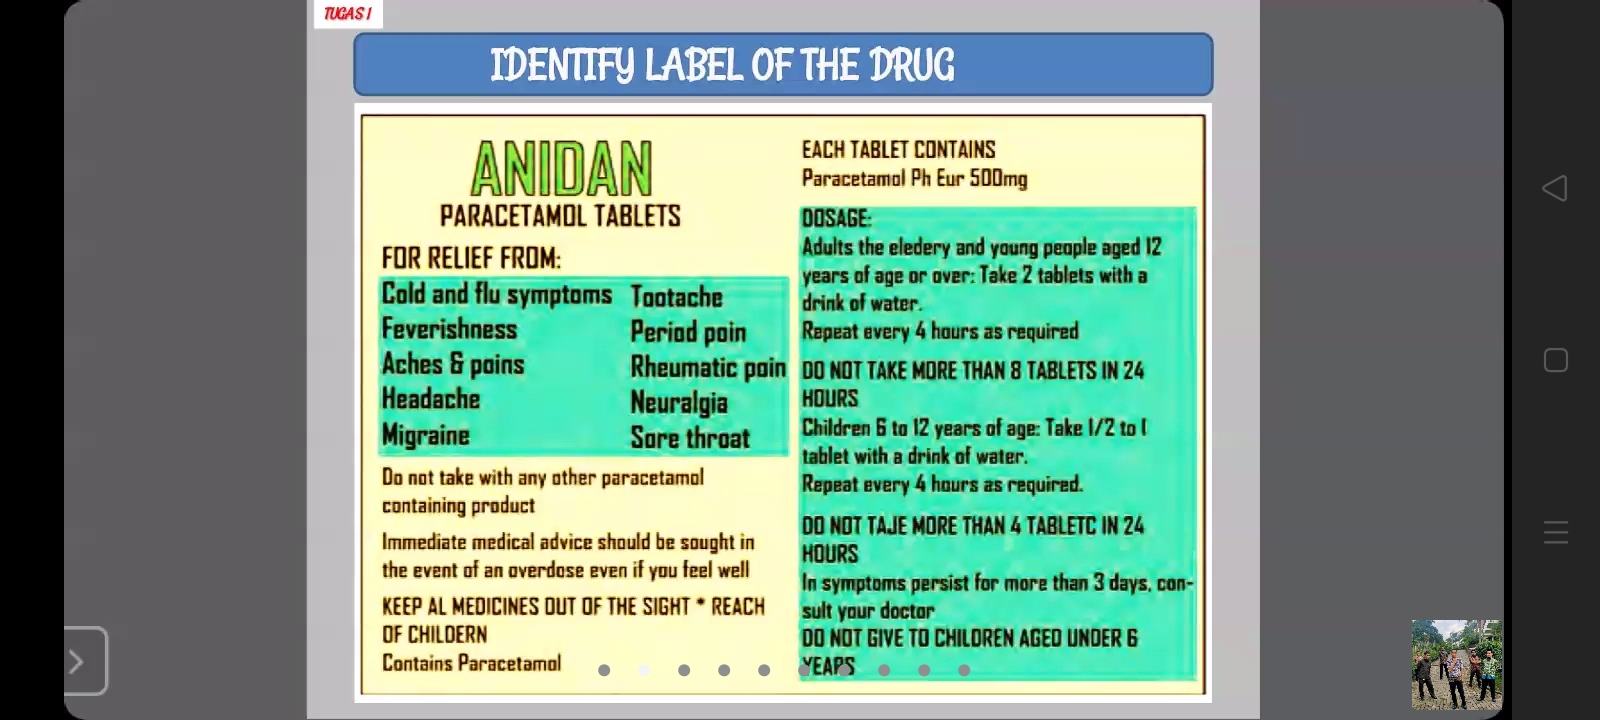 TUGAS 1
IDENTIFY LABEL OF THE DRUG
ANIDAN
PARACETAMOL TABLETS
FOR RELIEF FROM:
Cold and flu symptoms
Feverishness
Aches & poins
Headache
Migraine
Tootache
Period poin
Rheumatic poin
Neuralgia
Sore throat
Do not take with any other paracetamol
containing product
Immediate medical advice should be sought in
the event of an overdose even if you feel well
KEEP AL MEDICINES OUT OF THE SIGHT * REACH
OF CHILDERN
Contains Paracetamol
EACH TABLET CONTAINS
Paracetamol Ph Eur 500mg
DOSAGE:
Adults the eledery and young people aged 12
years of age or over: Take 2 tablets with a
drink of water.
Repeat every 4 hours as required
DO NOT TAKE MORE THAN 8 TABLETS IN 24
HOURS
Children 6 to 12 years of age: Take 1/2 to 1
tablet with a drink of water.
Repeat every 4 hours as required.
DO NOT TAJE MORE THAN 4 TABLETC IN 24
HOURS
In symptoms persist for more than 3 days, con-
sult your doctor
DO NOT GIVE TO CHILDREN AGED UNDER 6
YEARS